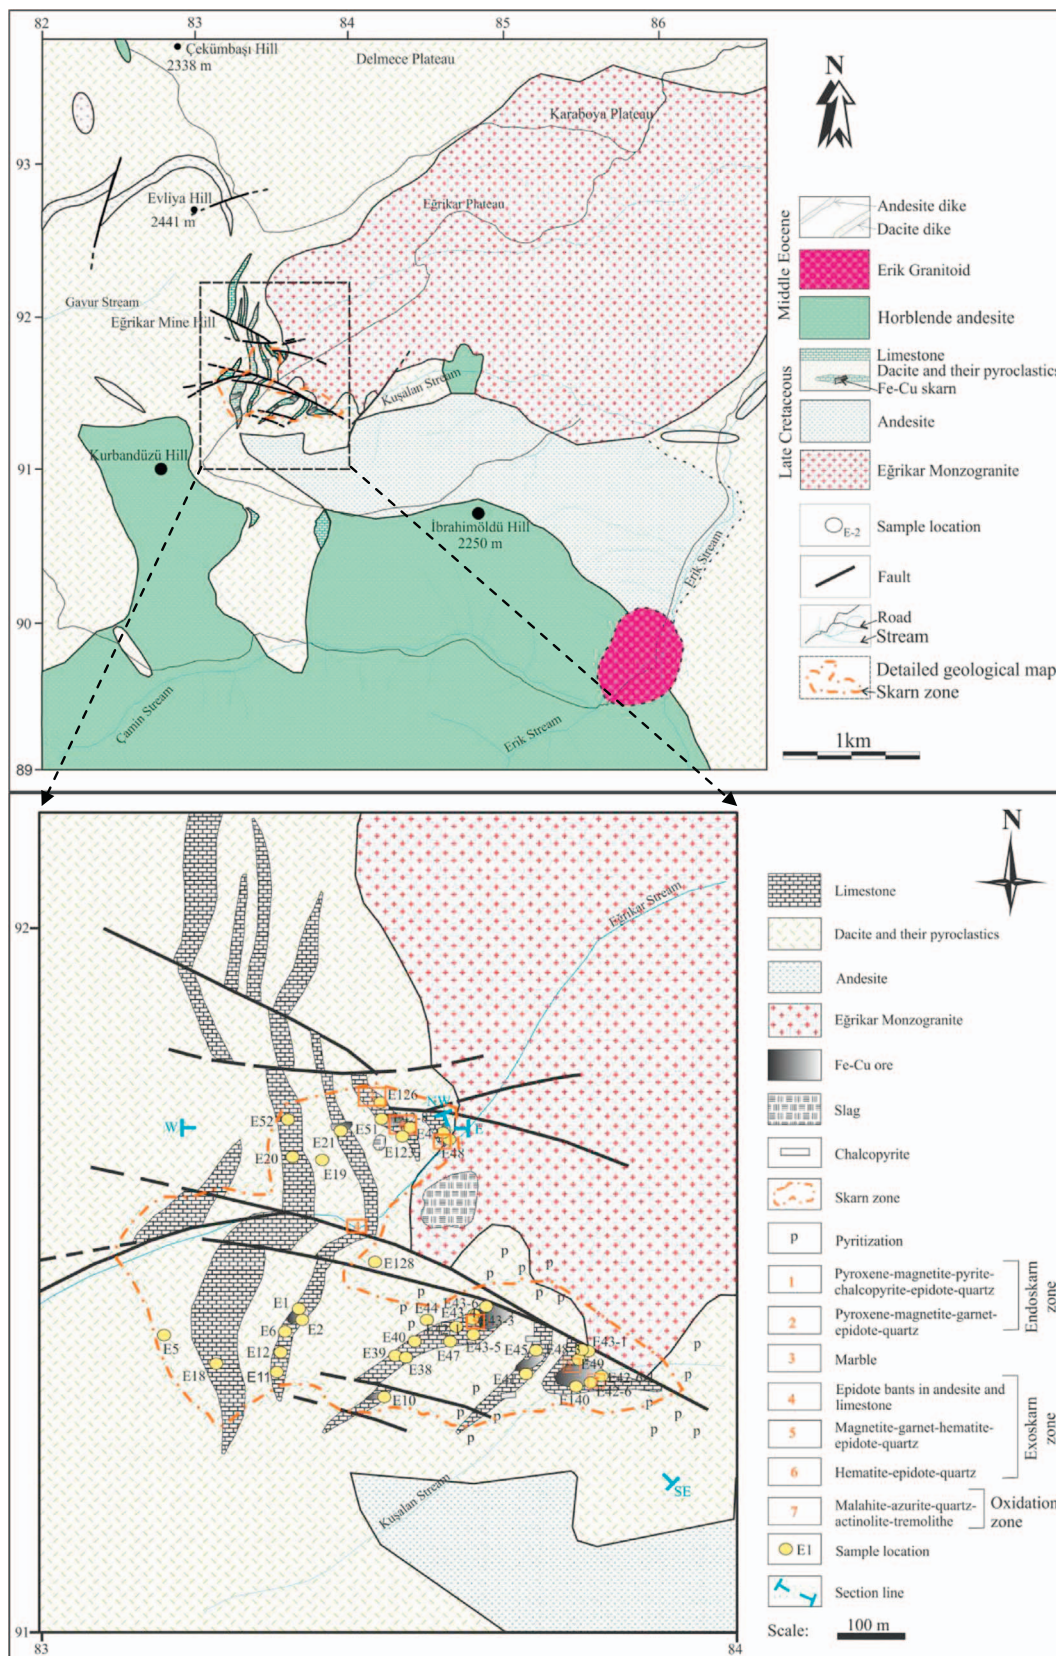 82
83
84
85
86
Çekümbaşı Hill
2338 m
Delmece Plateau
N
Karaboya Plateau
93
Evliya Hill
2441 m
Eğrikar Plateau
Gavur Stream
92
Eğrikar Mine Hill
Kuşalan Stream
Kurbandüzü Hill
91
İbrahimöldü Hill
2250 m
Erik Stream
90
Çamin Stream
Erik Stream
89
Middle Eocene
Late Cretaceous
Andesite dike
Dacite dike
Erik Granitoid
Horblende andesite
Limestone
Dacite and their pyroclastics
Fe-Cu skarn
Andesite
Eğrikar Monzogranite
E-2
Sample location
Fault
Road
Stream
Detailed geological map
Skarn zone
1km
N
Eğrikar Stream
92
W
NW
E
E126
E52
E51
E21
E123
E48
E20
E19
E128
E1
E2
E6
E5
E12
E18
E11
E44
E43-6
E43-3
E40
E43-5
E39
E47
E38
E45
E43-1
E49
E42-6
E140
E10
p
SE
Kuşalan Stream
91
83
84
Limestone
Dacite and their pyroclastics
Andesite
Eğrikar Monzogranite
Fe-Cu ore
Slag
Chalcopyrite
Skarn zone
p
Pyritization
1
Pyroxene-magnetite-pyrite-
chalcopyrite-epidote-quartz
2
Pyroxene-magnetite-garnet-
epidote-quartz
Endoskarn
zone
3
Marble
4
Epidote bants in andesite and
limestone
5
Magnetite-garnet-hematite-
epidote-quartz
6
Hematite-epidote-quartz
Exoskarn
zone
7
Malahite-azurite-quartz-
actinolite-tremolithe
Oxidation
zone
E1
Sample location
Section line
Scale:
100 m